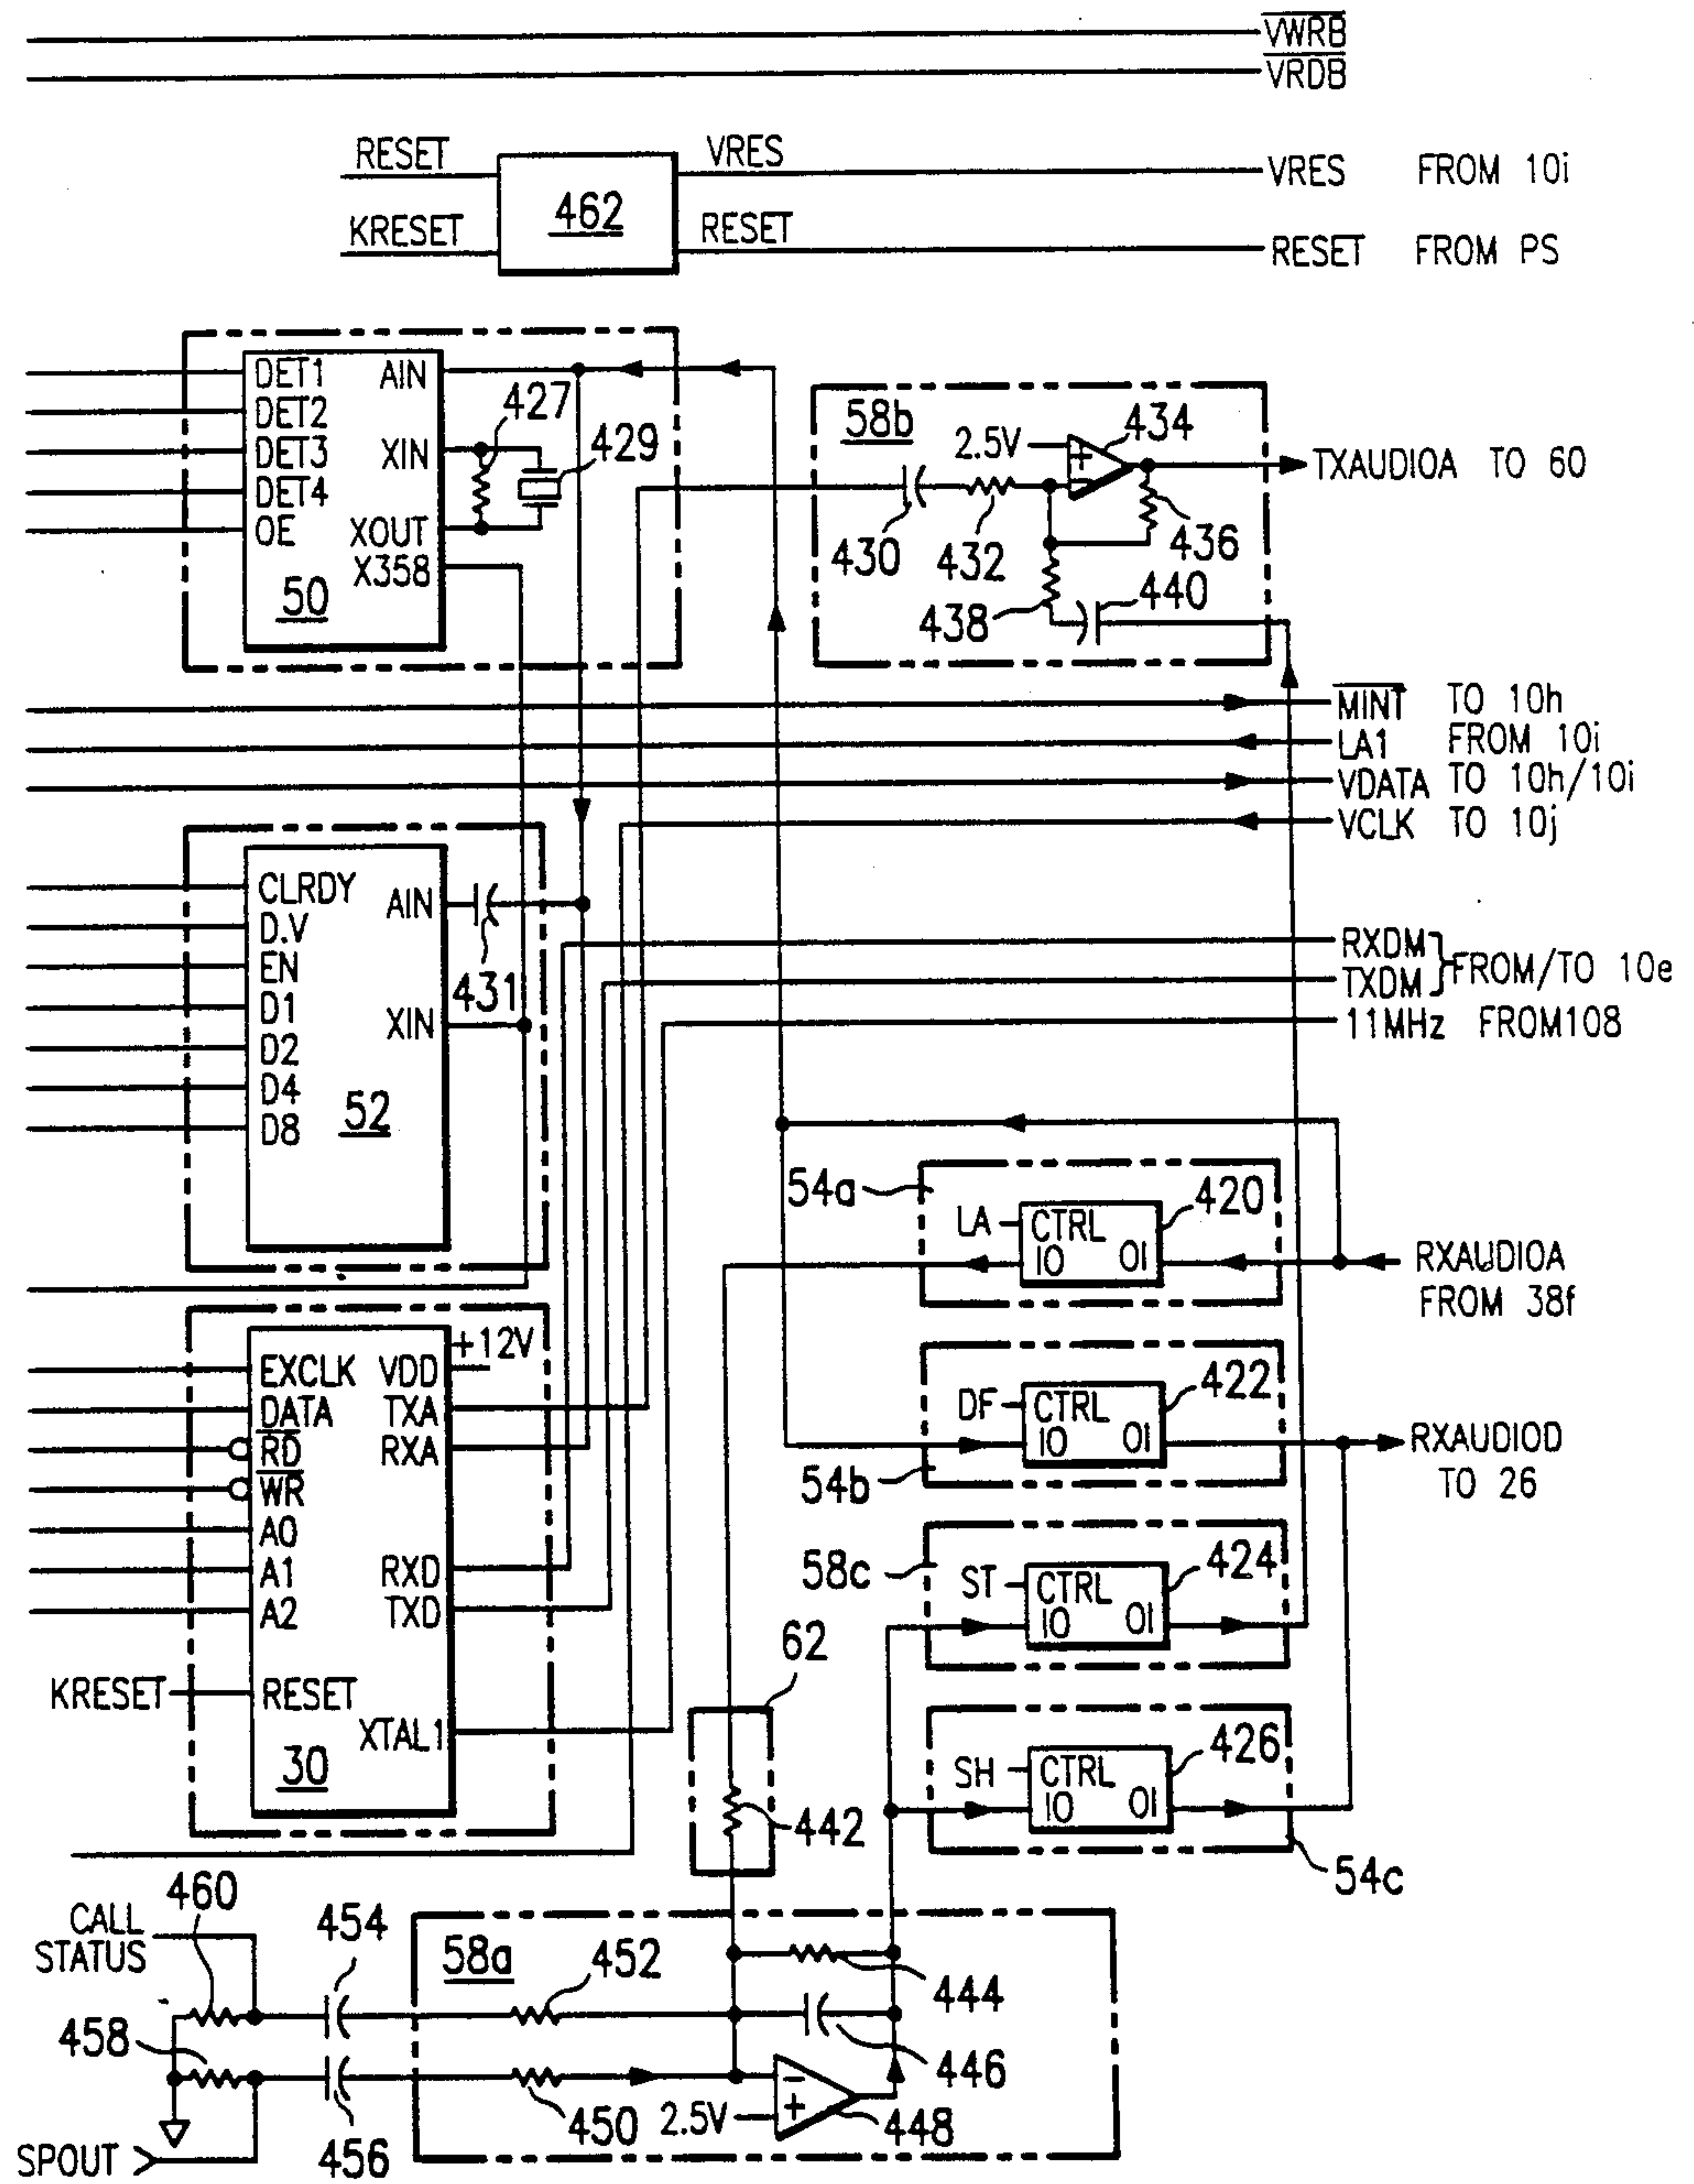 VWRB
VRDB
RESET VRES VRES FROM 10i
462
KRESET RESET RESET FROM PS
DET1 AIN
DET2 427
DET3 XIN 429
DET4
OE XOUT
X358
50
58b 434
2.5V +
- TXAUDIOA TO 60
430 432 436
438 440
MINT TO 10h
LA1 FROM 10i
VDATA TO 10h/10i
VCLK TO 10j
CLRDY AIN
D.V
EN 431
D1 XIN
D2
D4 52
D8
RXDM
TXDM } FROM/TO 10e
11MHz FROM108
54a 420
LA CTRL
IO OI RXAUDIOA
FROM 38f
+12V
EXCLK VDD
DATA TXA
RD RXA
WR
A0
A1 RXD
A2 TXD
KRESET RESET
XTAL1
30
DF CTRL 422
IO OI RXAUDIOD
54b TO 26
58c ST CTRL 424
IO OI
62
SH CTRL 426
IO OI
442
54c
460
CALL 454
STATUS 58a 452
444
458
446
-
450 2.5V + 448
SPOUT 456